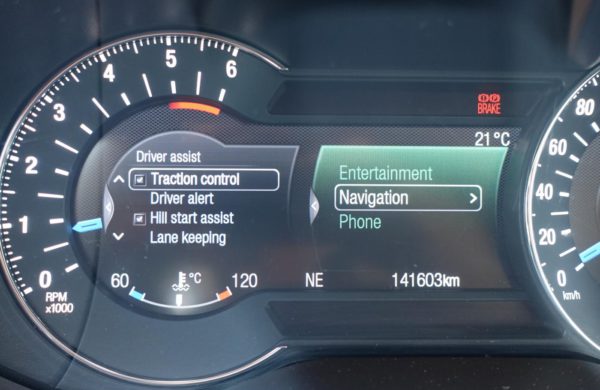 0
1
2
3
4
5
6
RPM
x1000
Driver assist
Traction control
Driver alert
Hill start assist
Lane keeping
60
°C
120
BRAKE
21°C
Entertainment
Navigation >
Phone
NE
141603km
80
60
40
20
0
km/h